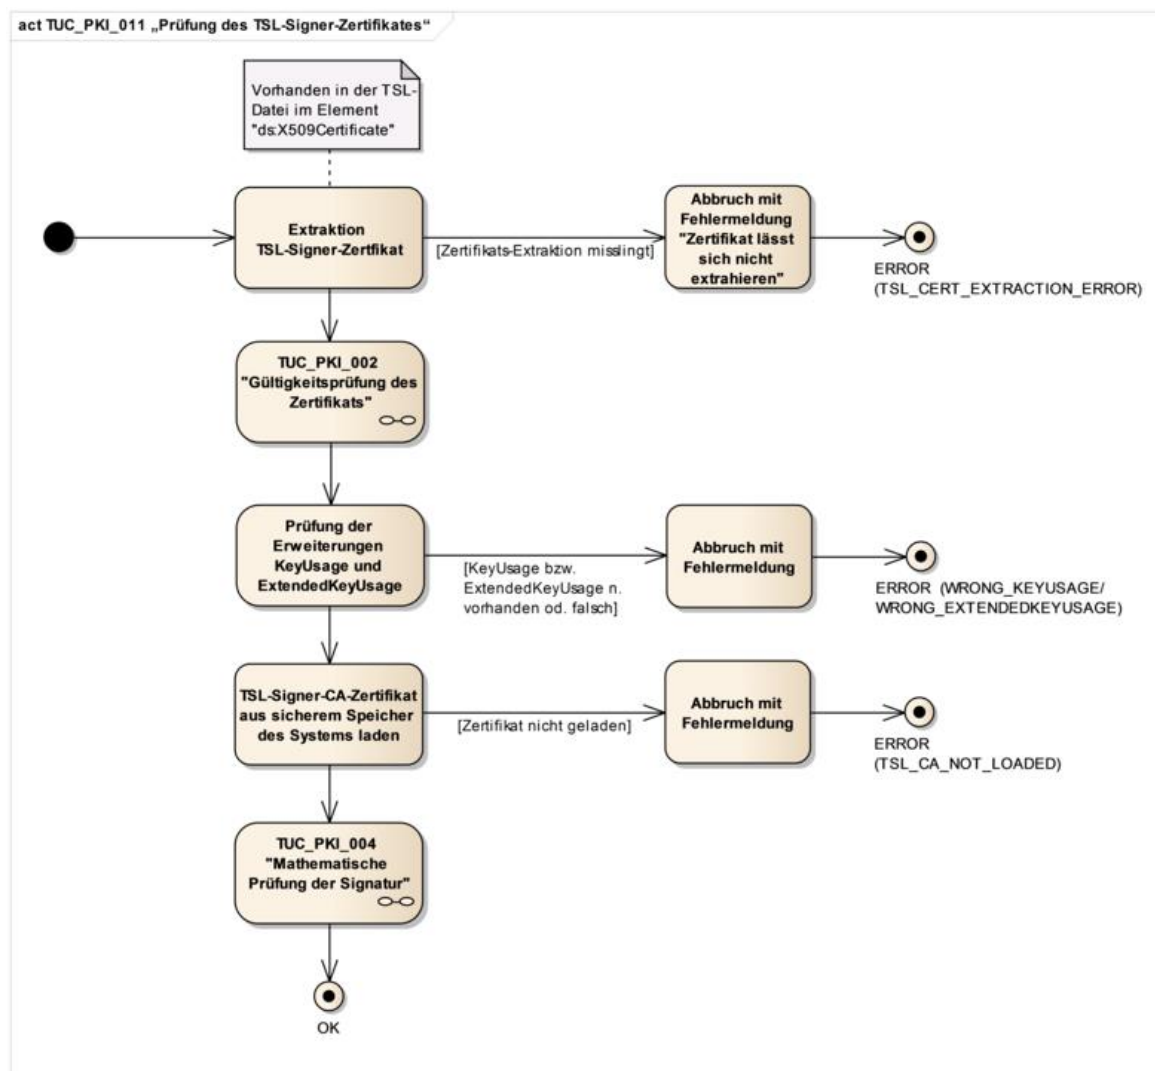 act TUC_PKI_011 „Prüfung des TSL-Signer-Zertifikates“
Vorhanden in der TSL-
Datei im Element
"ds:X509Certificate"
Extraktion
TSL-Signer-Zertfikat
[Zertifikats-Extraktion misslingt]
Abbruch mit
Fehlermeldung
"Zertifikat lässt
sich nicht
extrahieren"
ERROR
(TSL_CERT_EXTRACTION_ERROR)
TUC_PKI_002
"Gültigkeitsprüfung des
Zertifikats"
Prüfung der
Erweiterungen
KeyUsage und
ExtendedKeyUsage
[KeyUsage bzw.
ExtendedKeyUsage n.
vorhanden od. falsch]
Abbruch mit
Fehlermeldung
ERROR (WRONG_KEYUSAGE/
WRONG_EXTENDEDKEYUSAGE)
TSL-Signer-CA-Zertifikat
aus sicherem Speicher
des Systems laden
[Zertifikat nicht geladen]
Abbruch mit
Fehlermeldung
ERROR
(TSL_CA_NOT_LOADED)
TUC_PKI_004
"Mathematische
Prüfung der Signatur"
OK